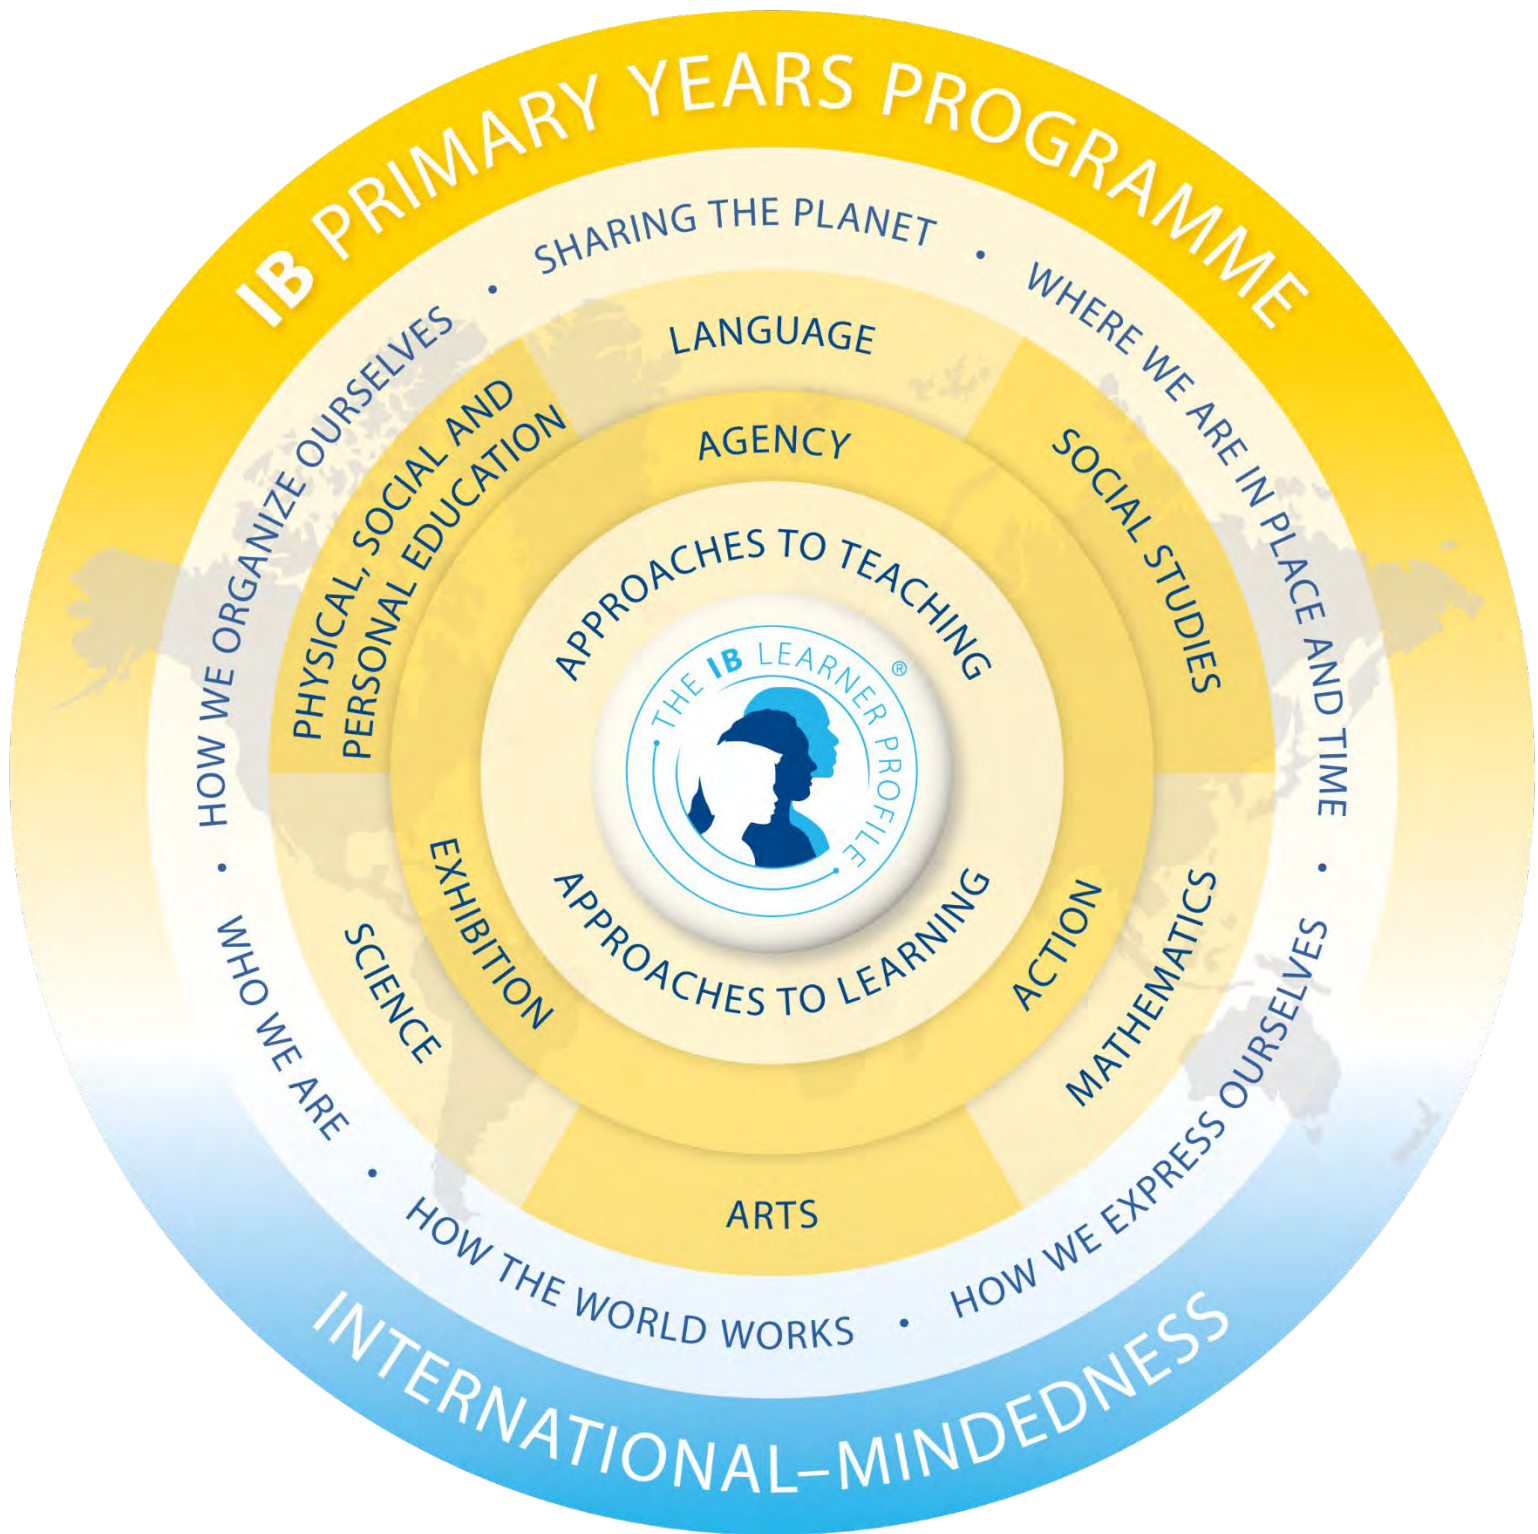 IB PRIMARY YEARS PROGRAMME
SHARING THE PLANET
•
WHERE WE ARE IN PLACE AND TIME
•
HOW WE EXPRESS OURSELVES
•
HOW THE WORLD WORKS
•
WHO WE ARE
•
HOW WE ORGANIZE OURSELVES
•
LANGUAGE
SOCIAL STUDIES
MATHEMATICS
ARTS
SCIENCE
PHYSICAL, SOCIAL AND
PERSONAL EDUCATION
AGENCY
ACTION
EXHIBITION
APPROACHES TO TEACHING
THE IB LEARNER PROFILE®
APPROACHES TO LEARNING
INTERNATIONAL–MINDEDNESS